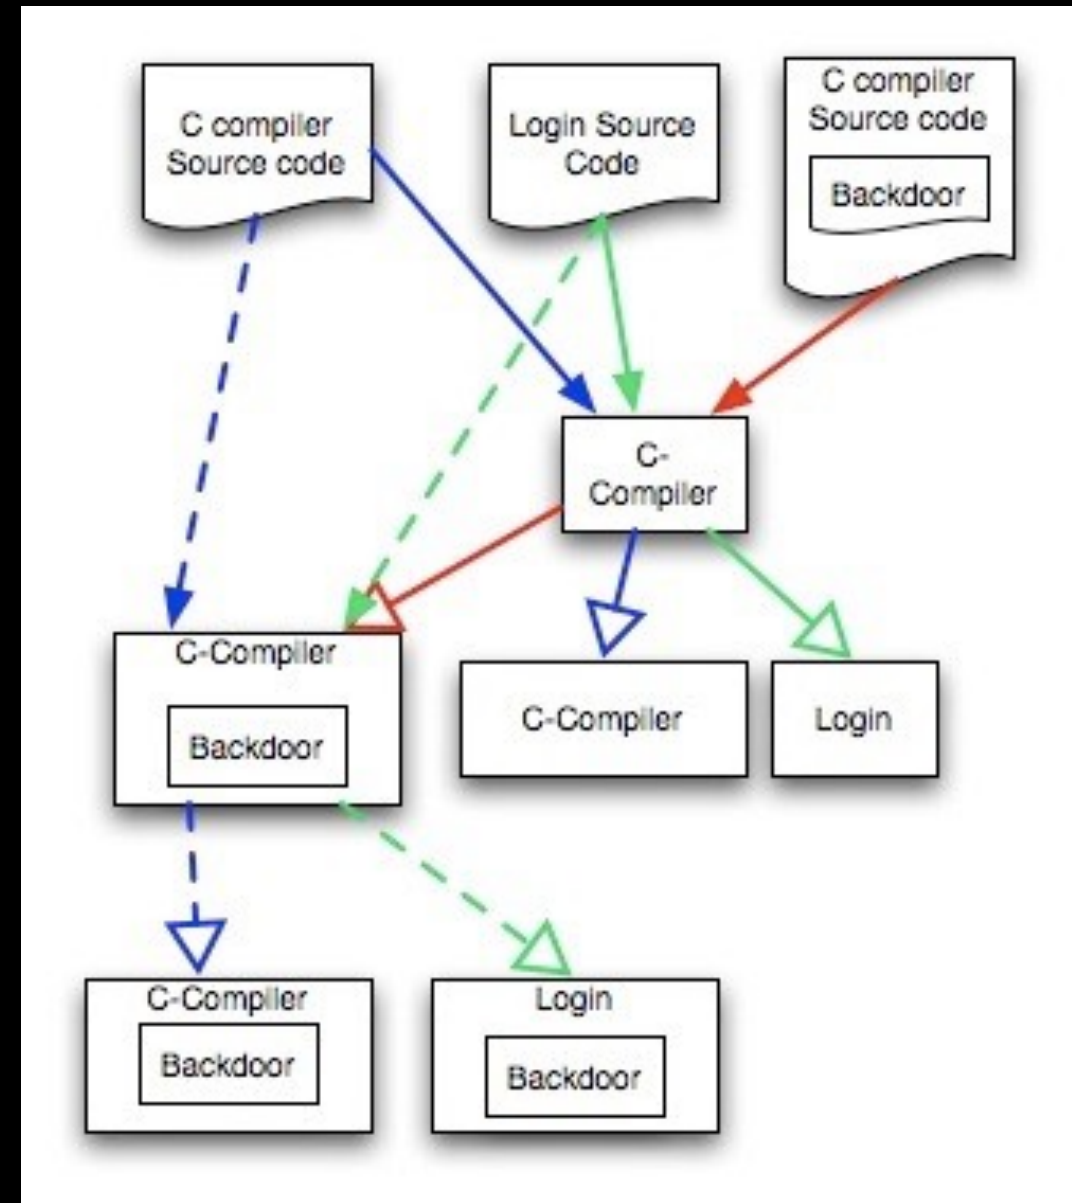 C compiler
Source code
Login Source
Code
C compiler
Source code
Backdoor
C-
Compiler
C-Compiler
Backdoor
C-Compiler
Login
C-Compiler
Backdoor
Login
Backdoor